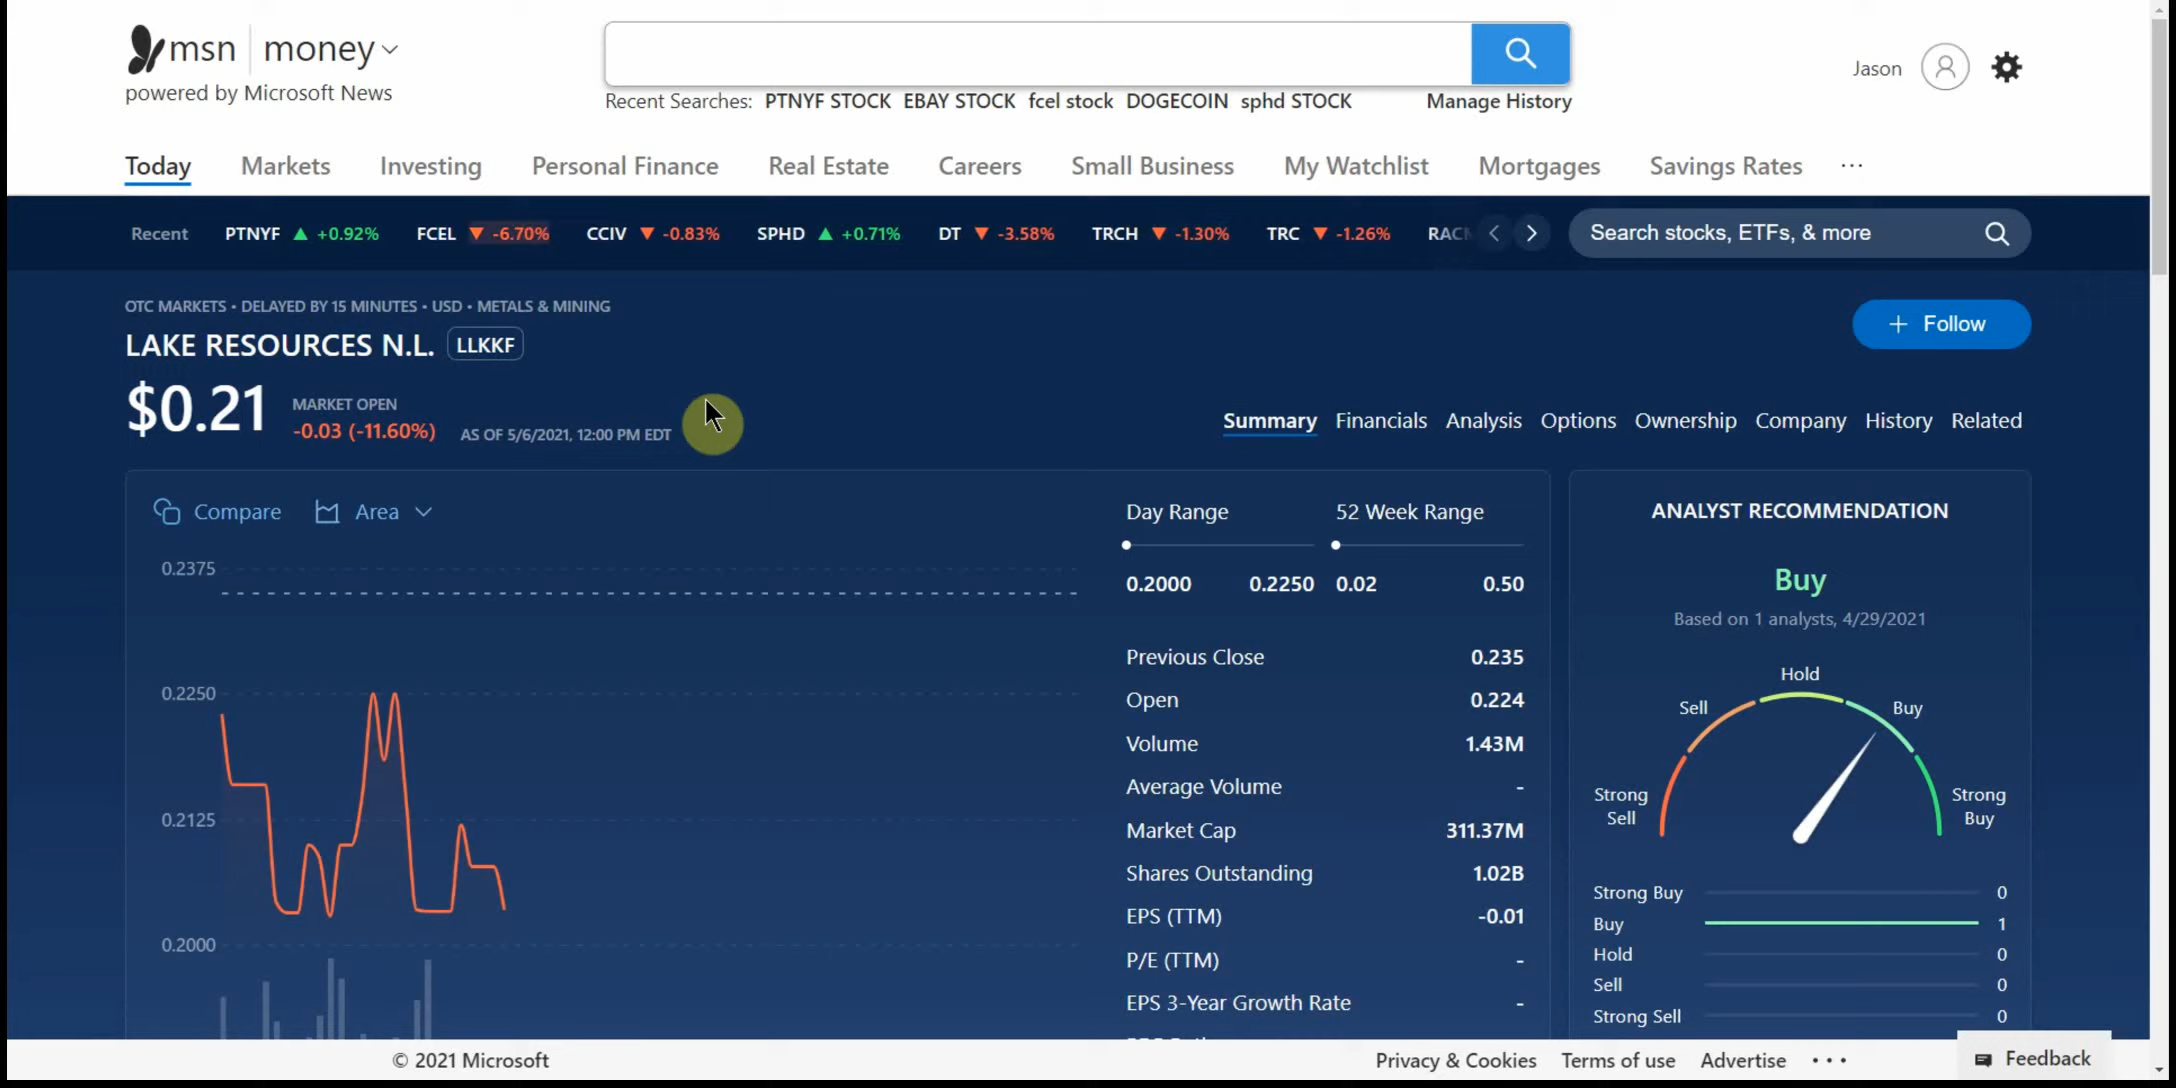 msn | money
powered by Microsoft News
Recent Searches: PTNYF STOCK EBAY STOCK fcel stock DOGECOIN sphd STOCK Manage History
Jason
Today Markets Investing Personal Finance Real Estate Careers Small Business My Watchlist Mortgages Savings Rates ...
Recent PTNYF +0.92% FCEL -6.70% CCIV -0.83% SPHD +0.71% DT -3.58% TRCH -1.30% TRC -1.26% Search stocks, ETFs, & more
OTC MARKETS • DELAYED BY 15 MINUTES • USD • METALS & MINING
+ Follow
LAKE RESOURCES N.L. LLKKF
$0.21
MARKET OPEN
-0.03 (-11.60%) AS OF 5/6/2021, 12:00 PM EDT
Summary Financials Analysis Options Ownership Company History Related
Compare Area
0.2375
0.2250
0.2125
0.2000
Day Range 52 Week Range
0.2000 0.2250 0.02 0.50
Previous Close 0.235
Open 0.224
Volume 1.43M
Average Volume -
Market Cap 311.37M
Shares Outstanding 1.02B
EPS (TTM) -0.01
P/E (TTM) -
EPS 3-Year Growth Rate -
ANALYST RECOMMENDATION
Buy
Based on 1 analysts, 4/29/2021
Hold
Sell Buy
Strong Sell Strong Buy
Strong Buy 0
Buy 1
Hold 0
Sell 0
Strong Sell 0
© 2021 Microsoft Privacy & Cookies Terms of use Advertise • • • Feedback